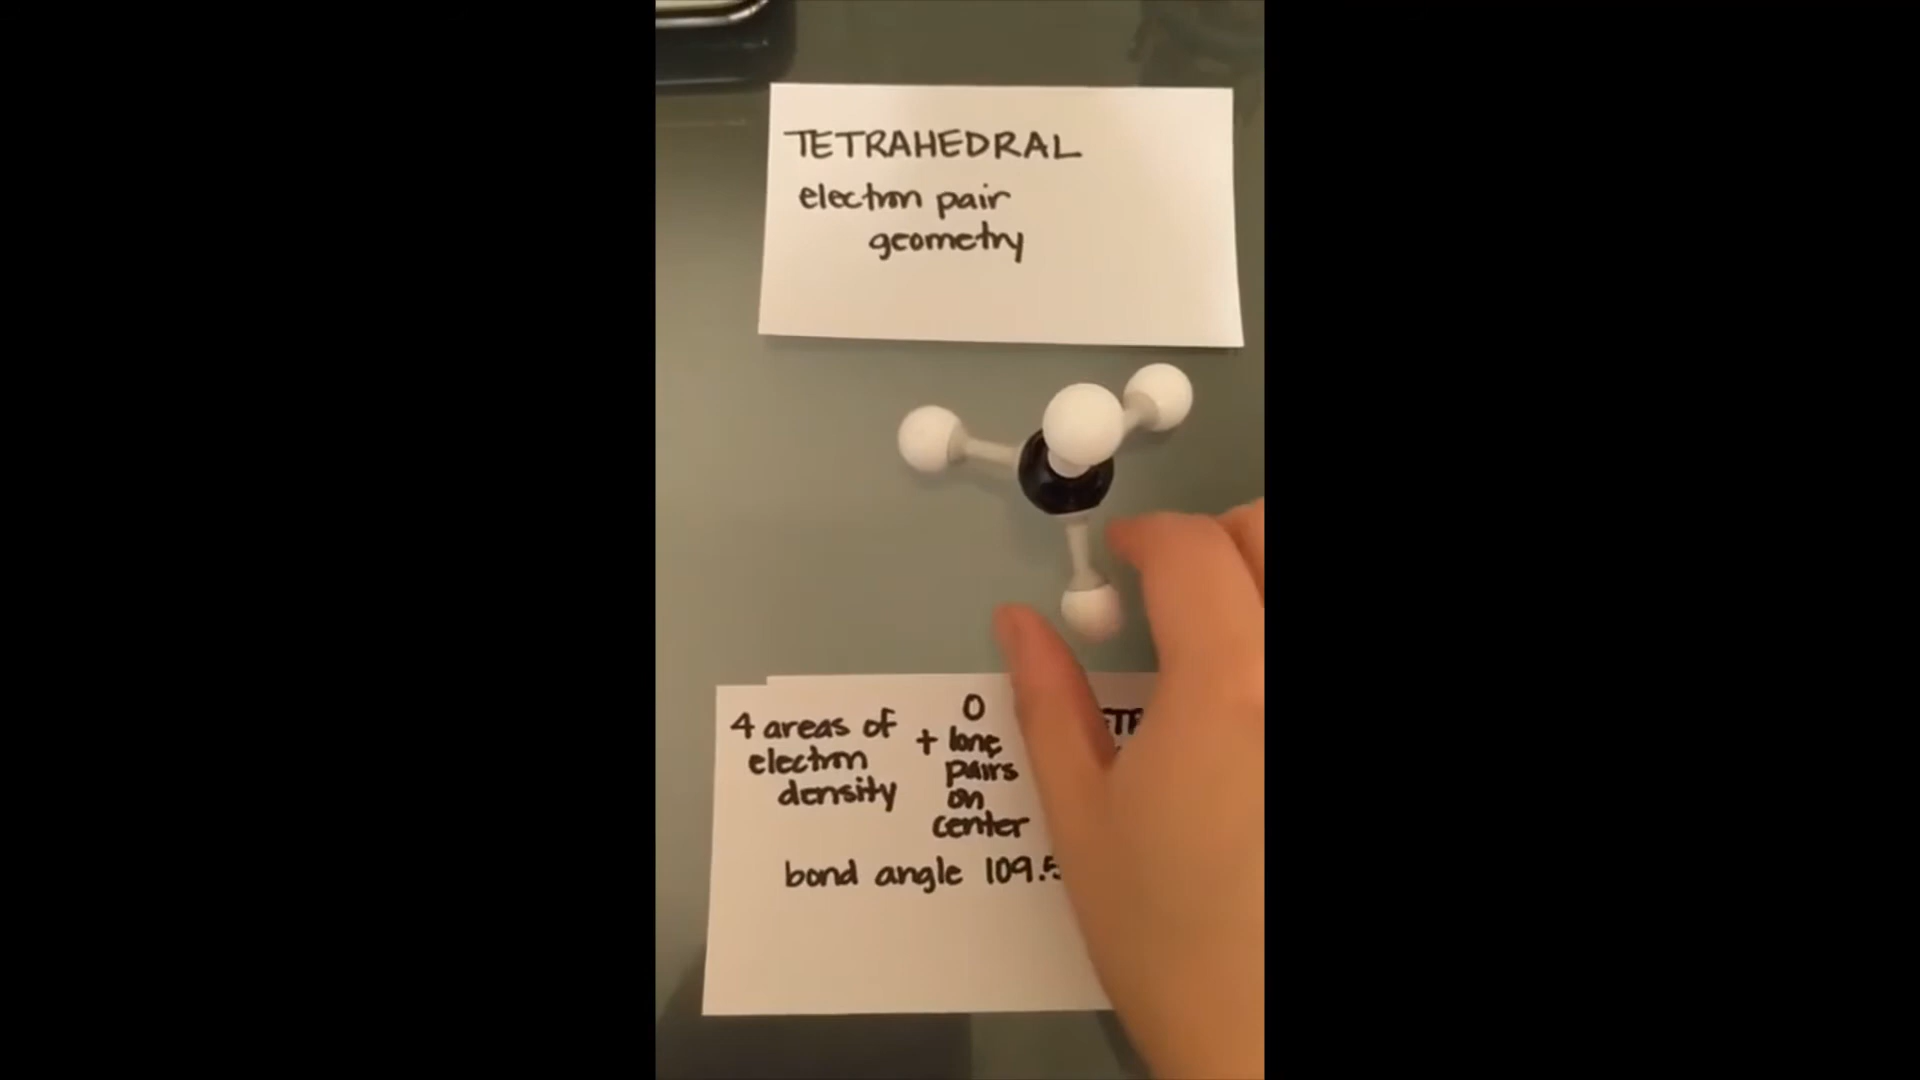 TETRAHEDRAL
electron pair
geometry
4 areas of
electron
density
0
+ lone
pairs
on
center
bond angle 109.5